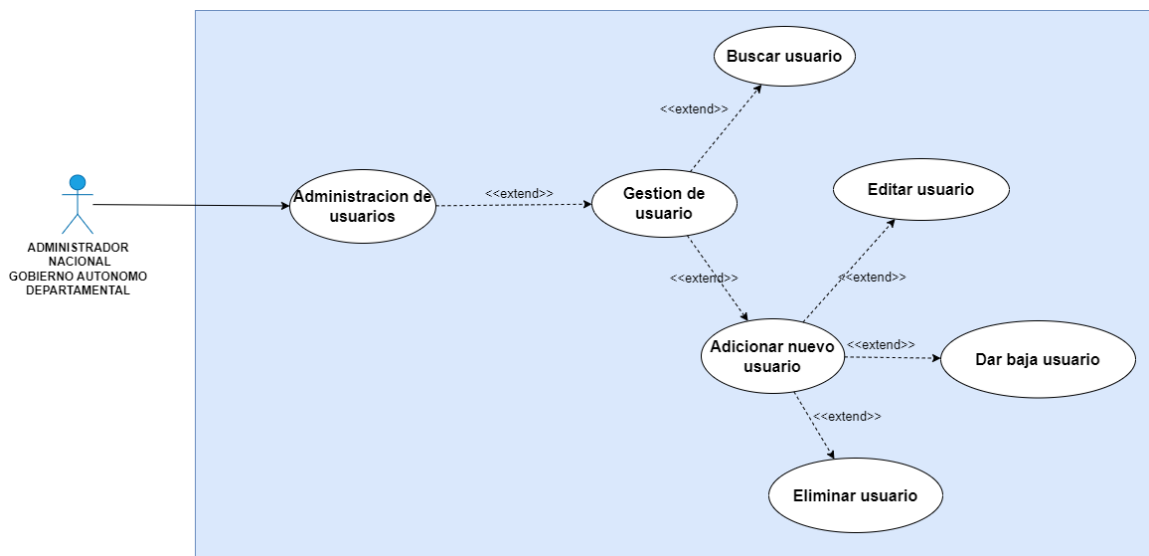 Buscar usuario
<<extend>>
Editar usuario
Administracion de
usuarios
<<extend>>
Gestion de
usuario
ADMINISTRADOR
NACIONAL
GOBIERNO AUTONOMO
DEPARTAMENTAL
<<extend>>
<<extend>>
Adicionar nuevo
usuario
<<extend>>
Dar baja usuario
<<extend>>
Eliminar usuario